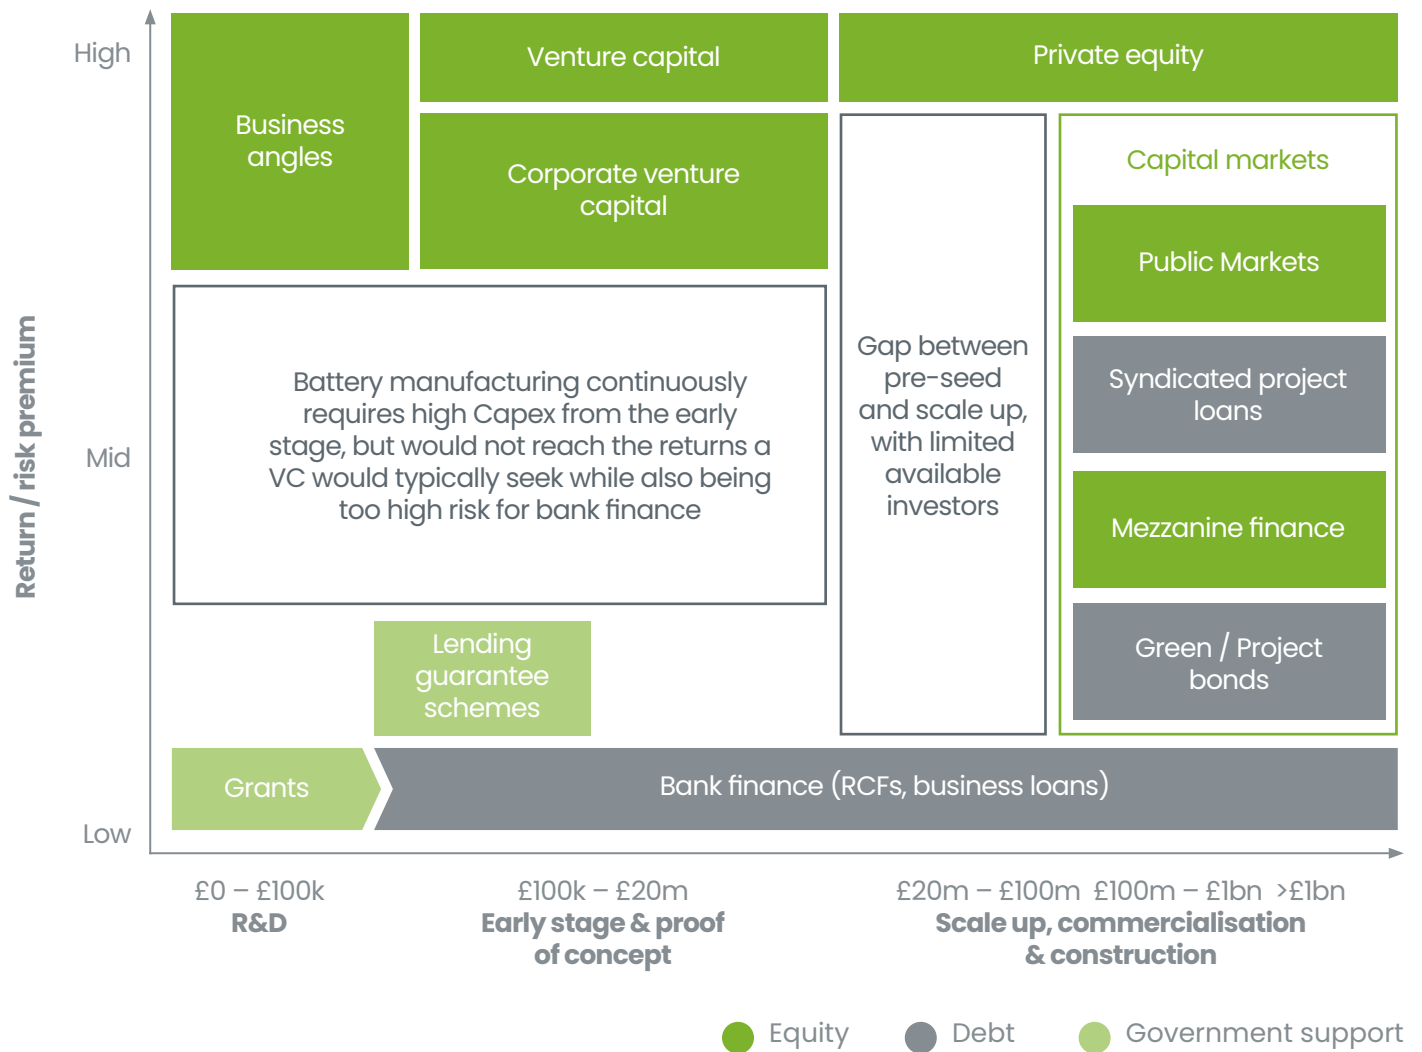 High
Mid
Low
Return / risk premium
Business
angles
Venture capital
Private equity
Corporate venture
capital
Capital markets
Public Markets
Syndicated project
loans
Mezzanine finance
Green / Project
bonds
Battery manufacturing continuously
requires high Capex from the early
stage, but would not reach the returns a
VC would typically seek while also being
too high risk for bank finance
Gap between
pre-seed
and scale up,
with limited
available
investors
Lending
guarantee
schemes
Grants
Bank finance (RCFs, business loans)
£0 – £100k
R&D
£100k – £20m
Early stage & proof
of concept
£20m – £100m £100m – £1bn >£1bn
Scale up, commercialisation
& construction
Equity
Debt
Government support